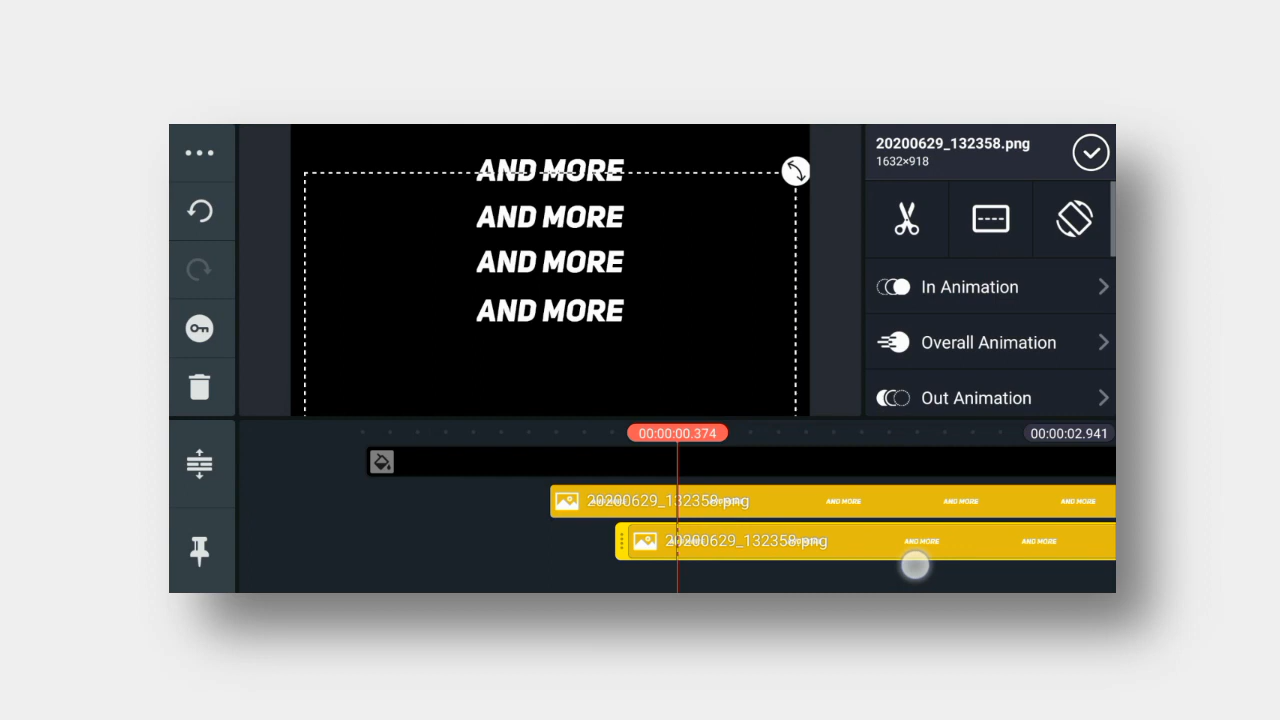 AND MORE
AND MORE
AND MORE
AND MORE
20200629_132358.png
1632×918
In Animation
Overall Animation
Out Animation
00:00:00.374
00:00:02.941
20200629_132358.png AND MORE AND MORE AND MORE
20200629_132358.png AND MORE AND MORE